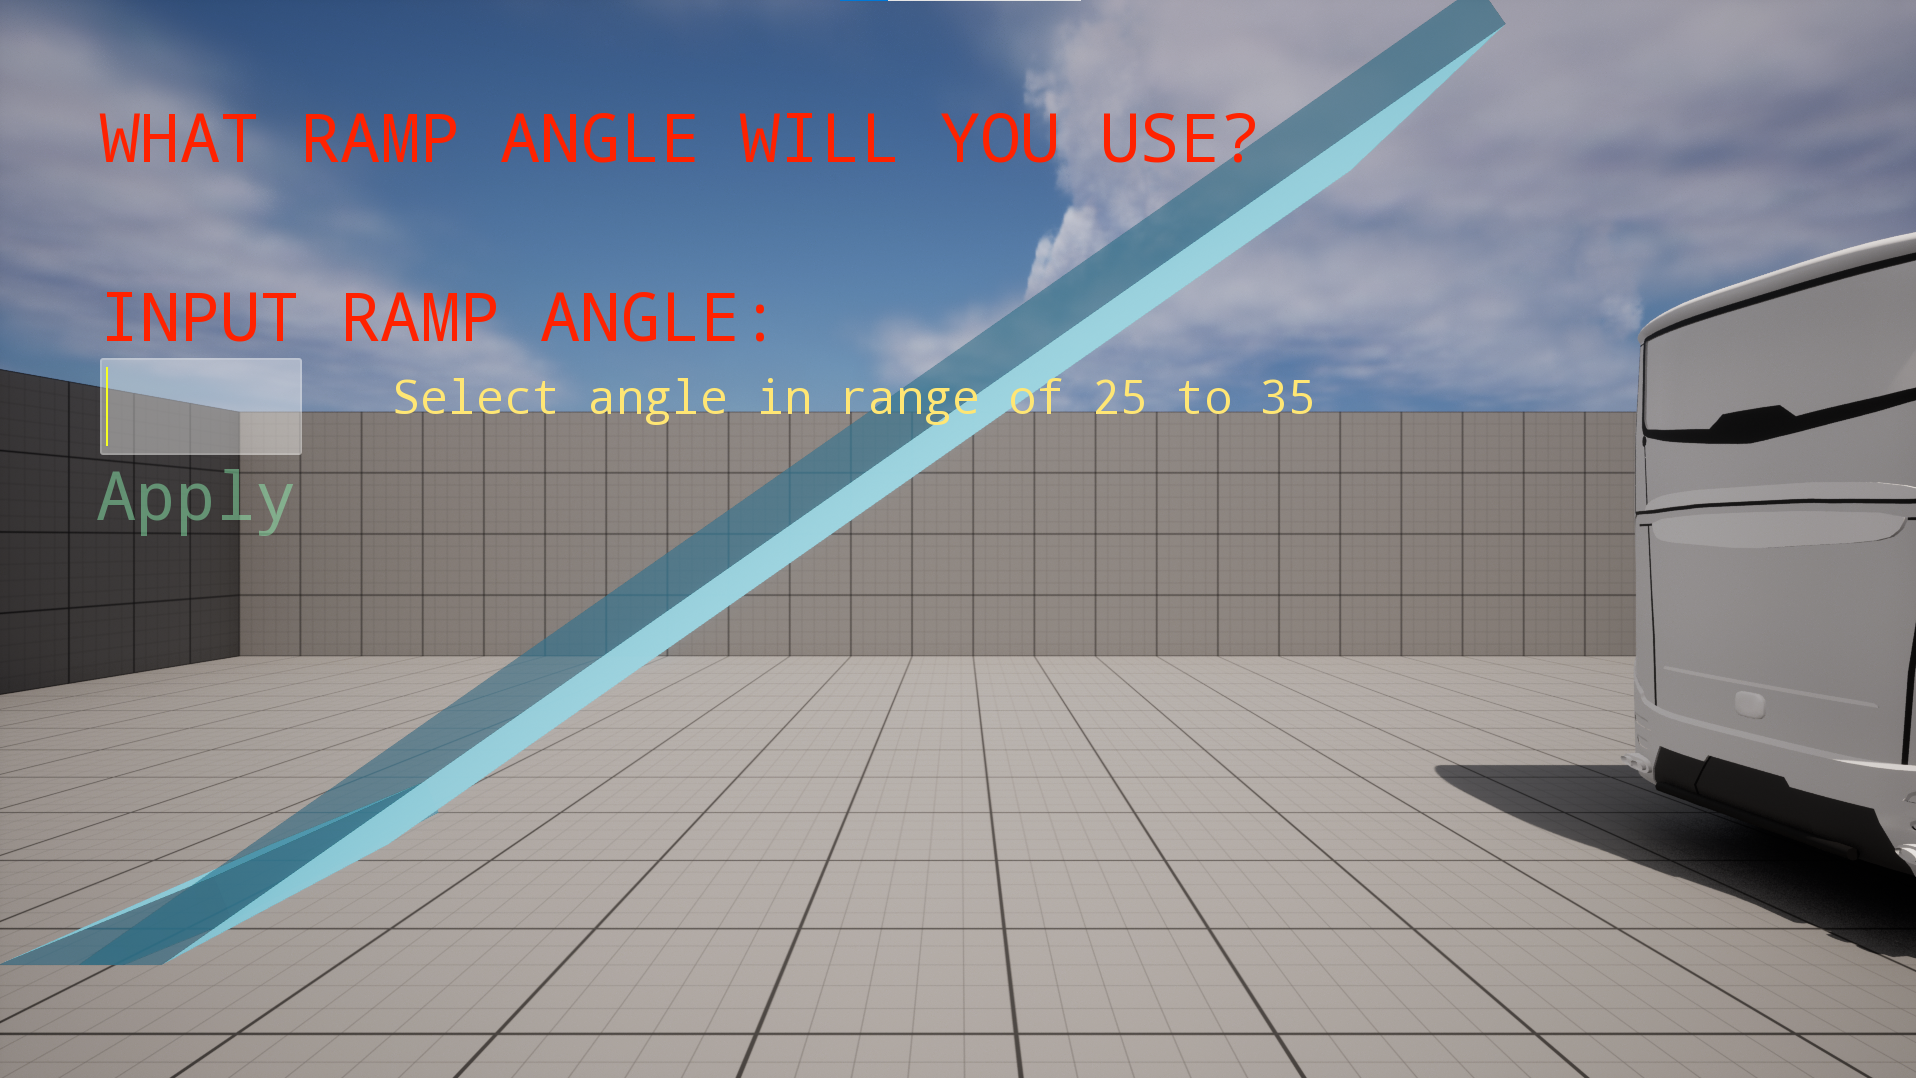 WHAT RAMP ANGLE WILL YOU USE?
INPUT RAMP ANGLE:
Select angle in range of 25 to 35
Apply